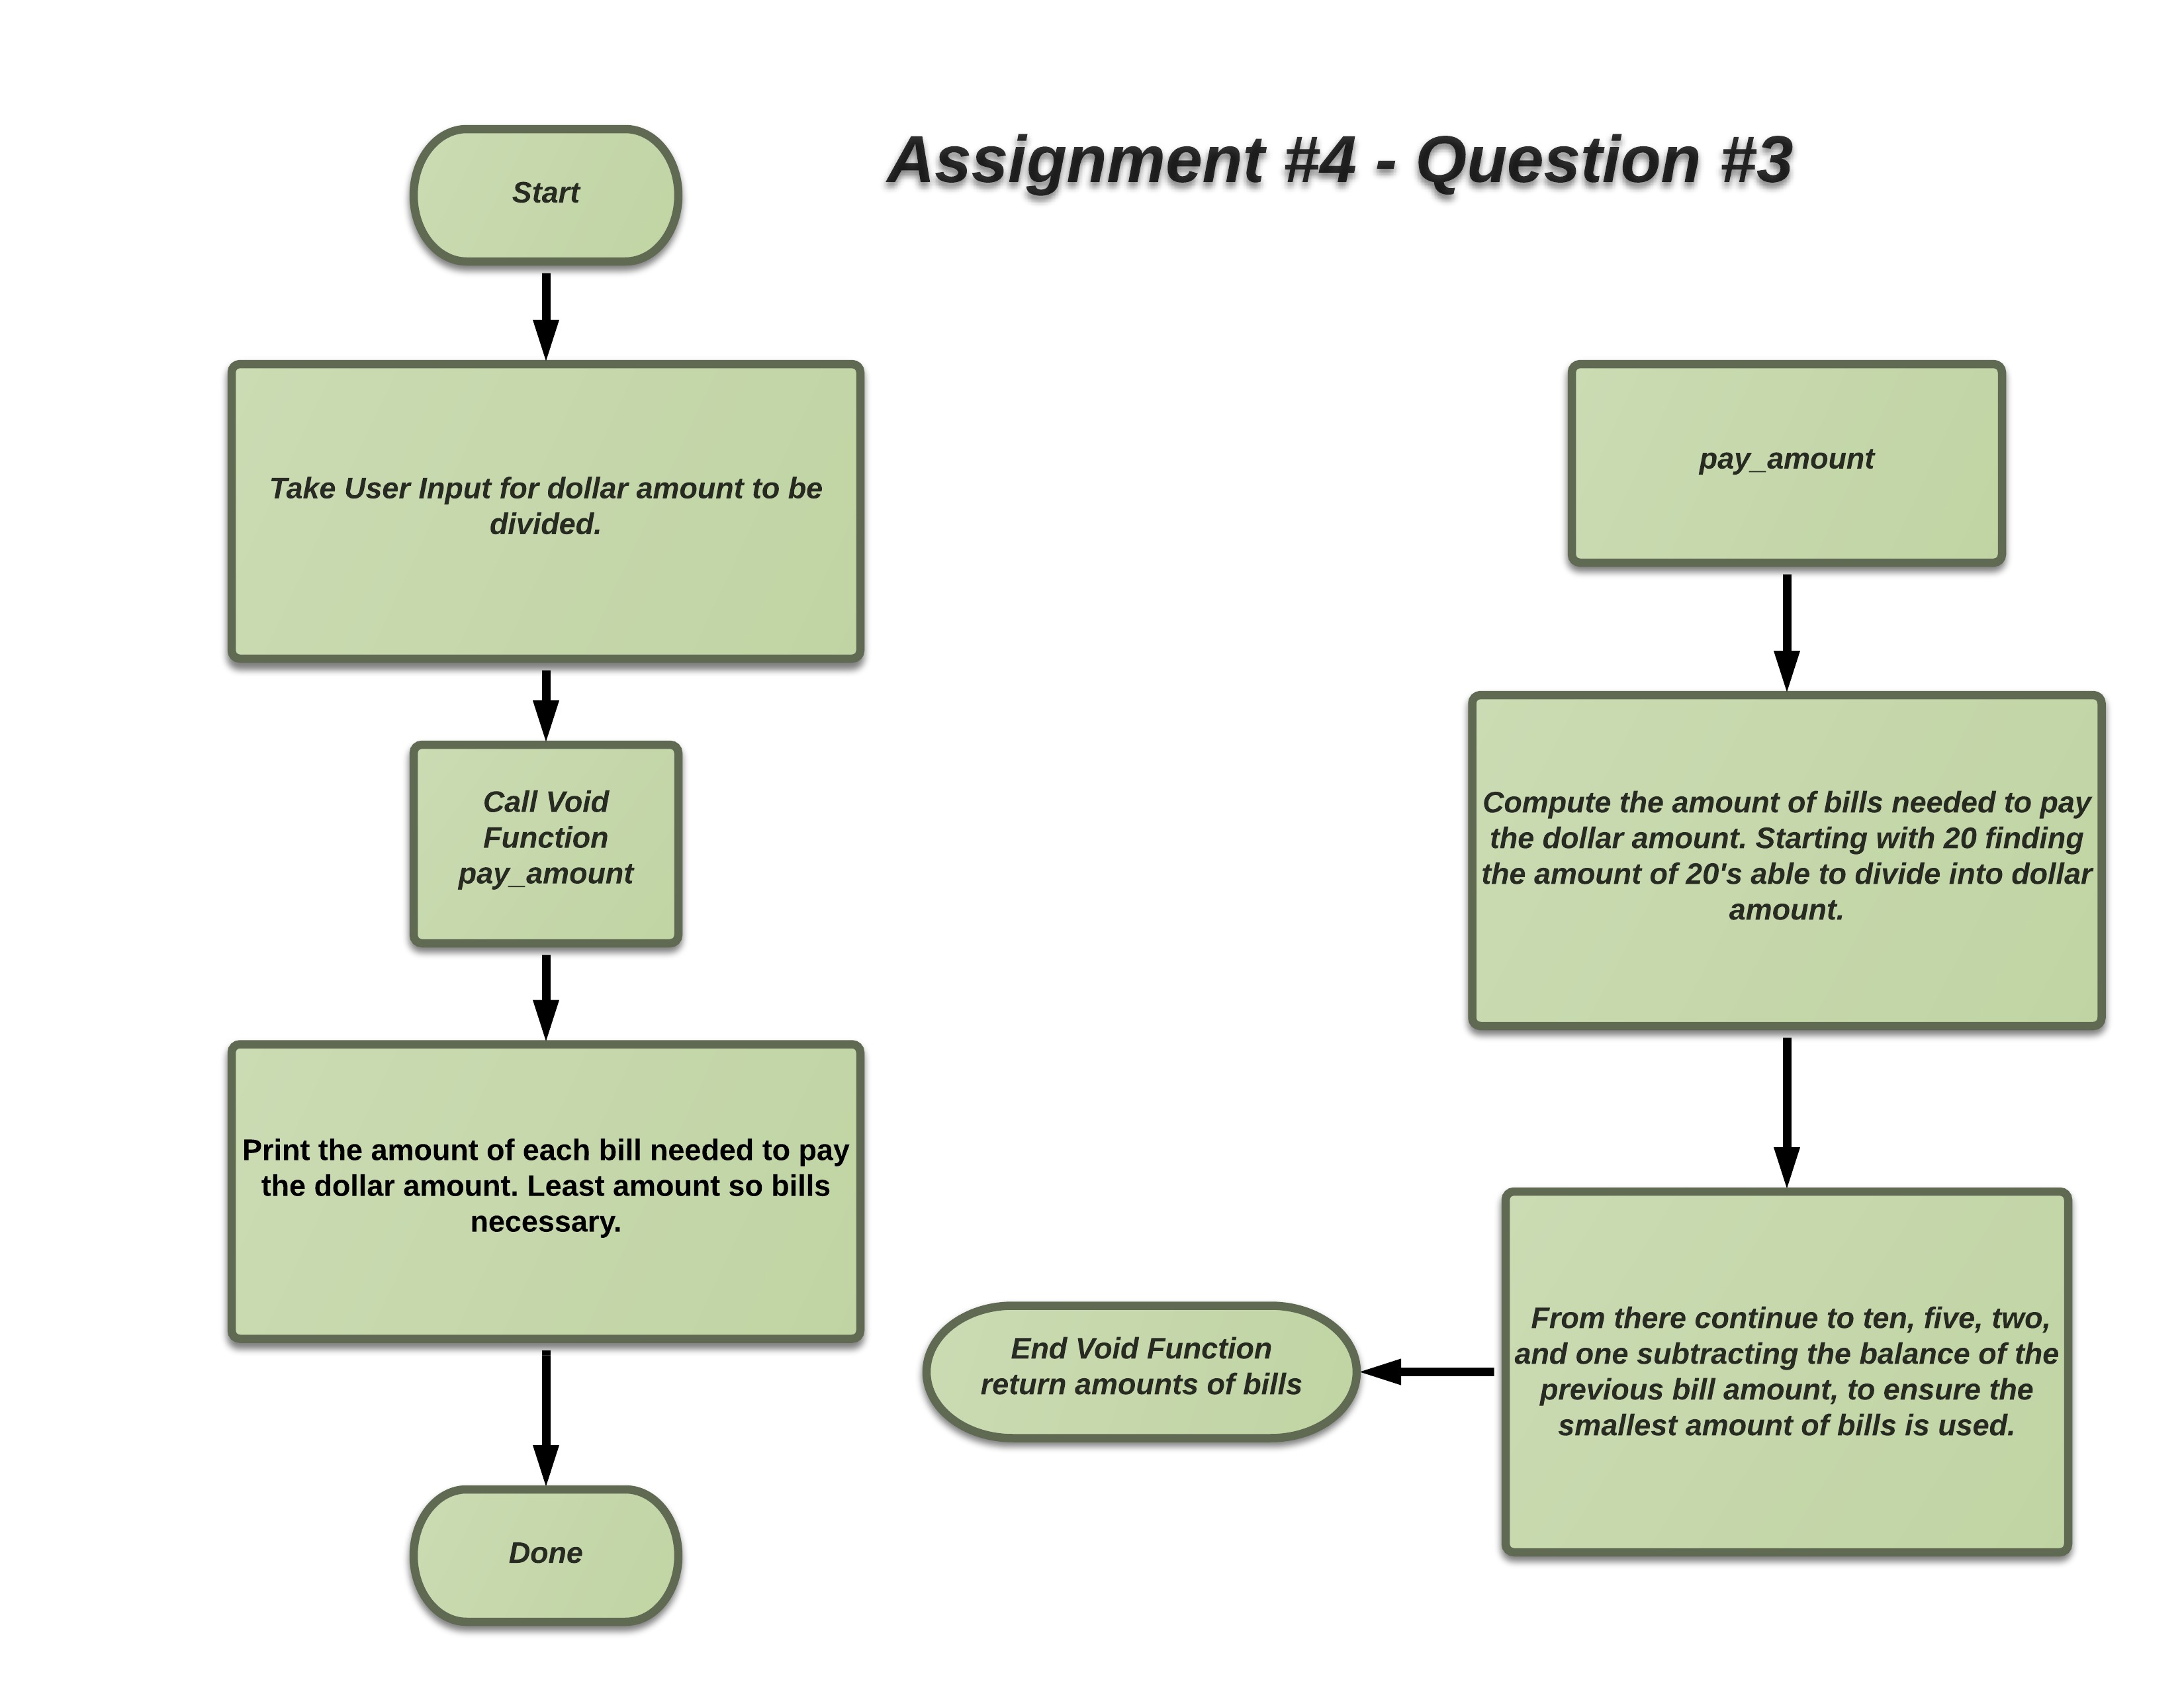 Assignment #4 - Question #3
Start
Take User Input for dollar amount to be
divided.
Call Void
Function
pay_amount
Print the amount of each bill needed to pay
the dollar amount. Least amount so bills
necessary.
Done
pay_amount
Compute the amount of bills needed to pay
the dollar amount. Starting with 20 finding
the amount of 20's able to divide into dollar
amount.
From there continue to ten, five, two,
and one subtracting the balance of the
previous bill amount, to ensure the
smallest amount of bills is used.
End Void Function
return amounts of bills